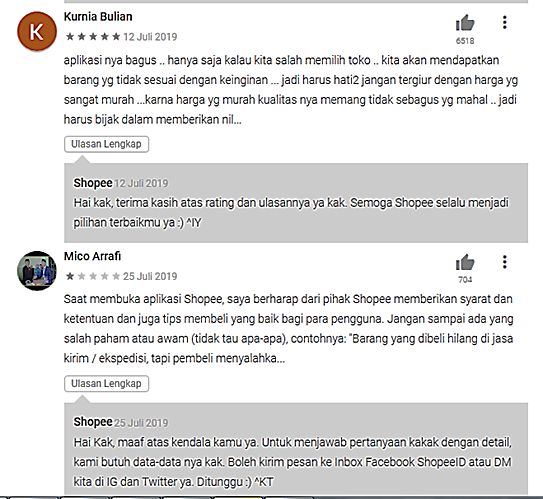 Kurnia Bulian
12 Juli 2019
6518
K
aplikasi nya bagus .. hanya saja kalau kita salah memilih toko .. kita akan mendapatkan
barang yg tidak sesuai dengan keinginan ... jadi harus hati2 jangan tergiur dengan harga yg
sangat murah ...karna harga yg murah kualitas nya memang tidak sebagus yg mahal .. jadi
harus bijak dalam memberikan nil...
Ulasan Lengkap
Shopee 12 Juli 2019
Hai kak, terima kasih atas rating dan ulasannya ya kak. Semoga Shopee selalu menjadi
pilihan terbaikmu ya :) ^IY
Mico Arrafi
25 Juli 2019
704
Saat membuka aplikasi Shopee, saya berharap dari pihak Shopee memberikan syarat dan
ketentuan dan juga tips membeli yang baik bagi para pengguna. Jangan sampai ada yang
salah paham atau awam (tidak tau apa-apa), contohnya: "Barang yang dibeli hilang di jasa
kirim / ekspedisi, tapi pembeli menyalahka...
Ulasan Lengkap
Shopee 25 Juli 2019
Hai Kak, maaf atas kendala kamu ya. Untuk menjawab pertanyaan kakak dengan detail,
kami butuh data-data nya kak. Boleh kirim pesan ke Inbox Facebook ShopeeID atau DM
kita di IG dan Twitter ya. Ditunggu :) ^KT